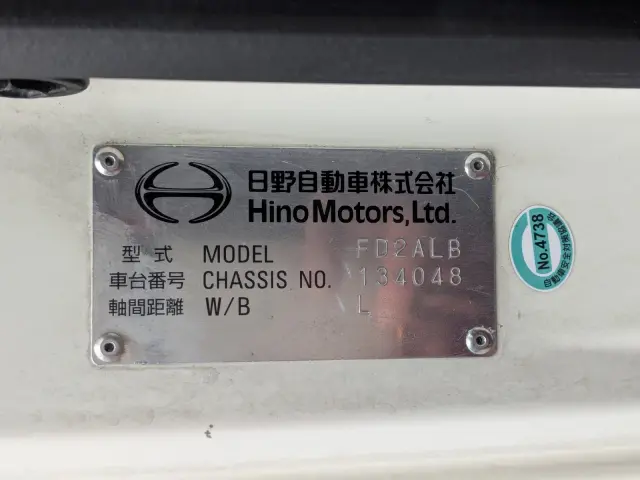 日野自動車株式会社
Hino Motors, Ltd.
型式 MODEL FD2ALB
車台番号 CHASSIS NO. 134048
軸間距離 W/B L
No.4738